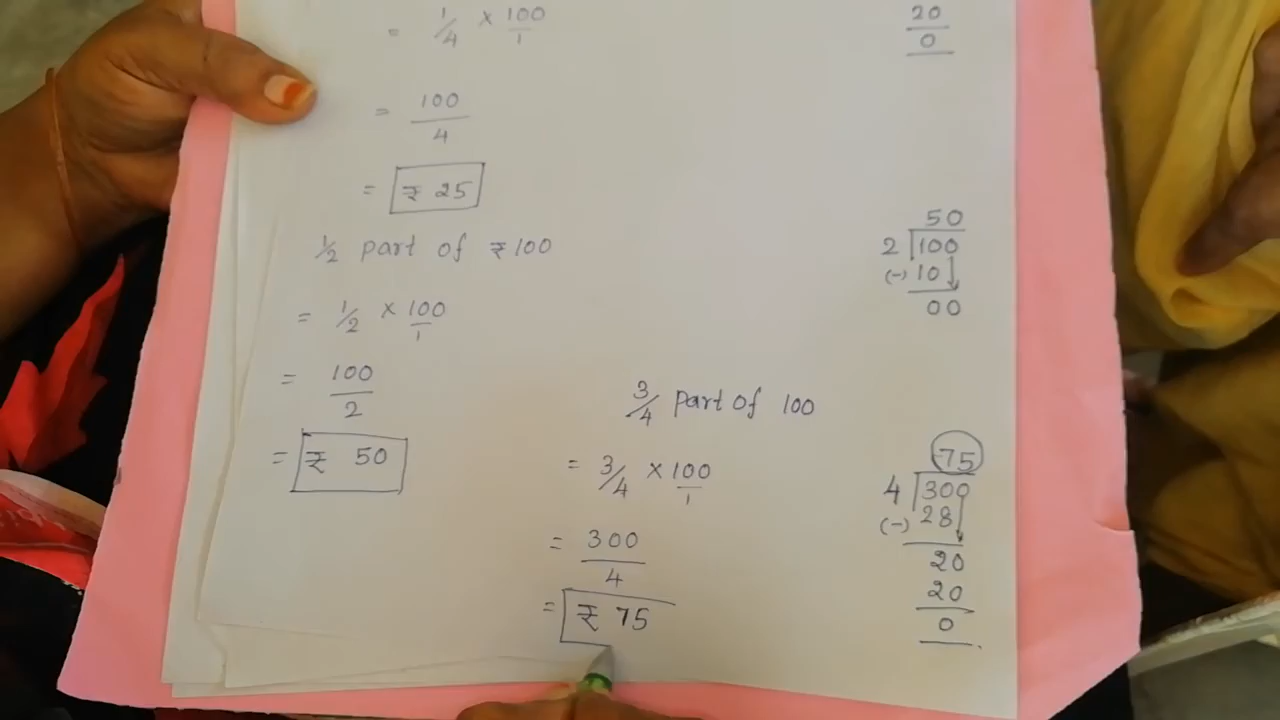 = 1/4 × 100/1
= 100/4
= ₹ 25
1/2 part of ₹ 100
= 1/2 × 100/1
= 100/2
= ₹ 50
3/4 part of 100
= 3/4 × 100/1
= 300/4
= ₹ 75
20
0
50
2 100
(-) 10
00
75
4 300
(-) 28
20
20
0